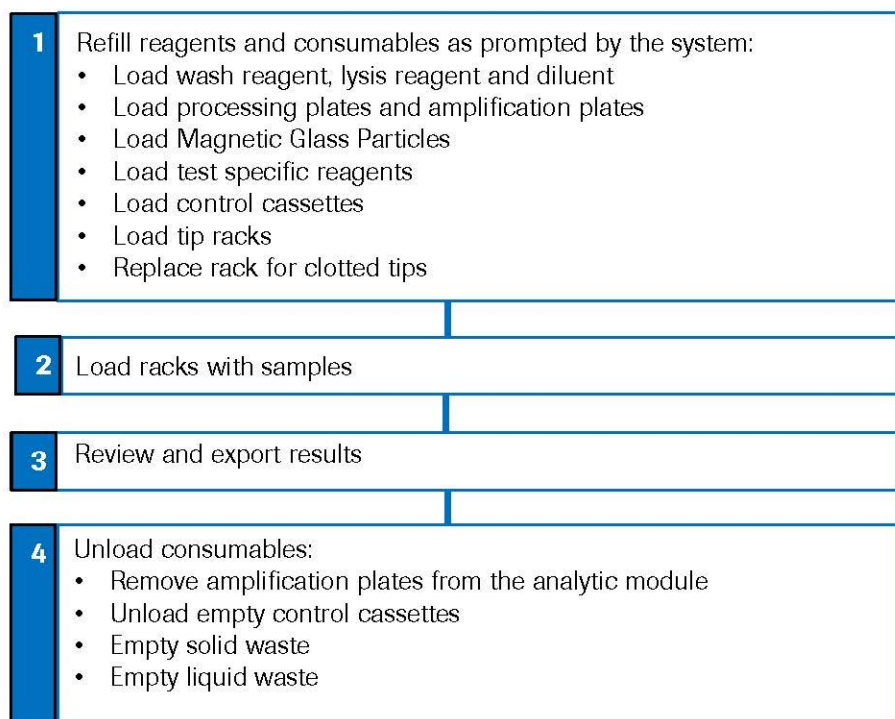 1 Refill reagents and consumables as prompted by the system:
• Load wash reagent, lysis reagent and diluent
• Load processing plates and amplification plates
• Load Magnetic Glass Particles
• Load test specific reagents
• Load control cassettes
• Load tip racks
• Replace rack for clotted tips
2 Load racks with samples
3 Review and export results
4 Unload consumables:
• Remove amplification plates from the analytic module
• Unload empty control cassettes
• Empty solid waste
• Empty liquid waste